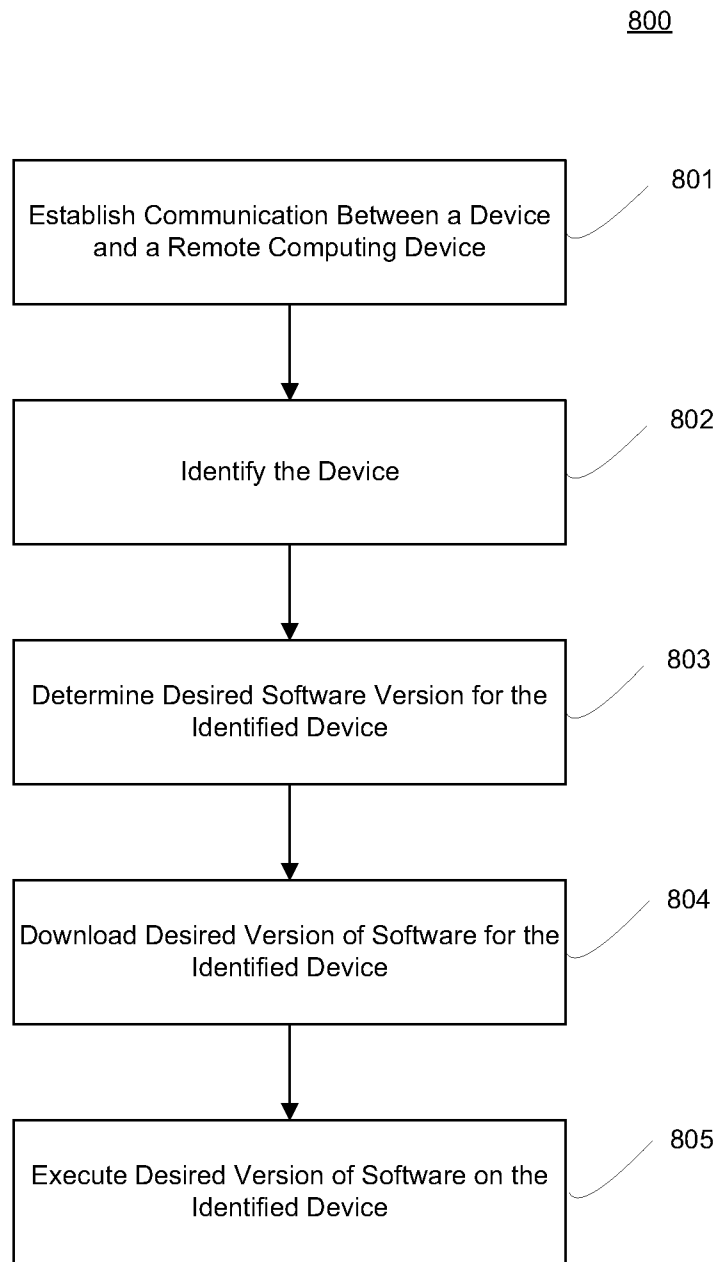 800
Establish Communication Between a Device
and a Remote Computing Device
801
Identify the Device
802
Determine Desired Software Version for the
Identified Device
803
Download Desired Version of Software for the
Identified Device
804
Execute Desired Version of Software on the
Identified Device
805